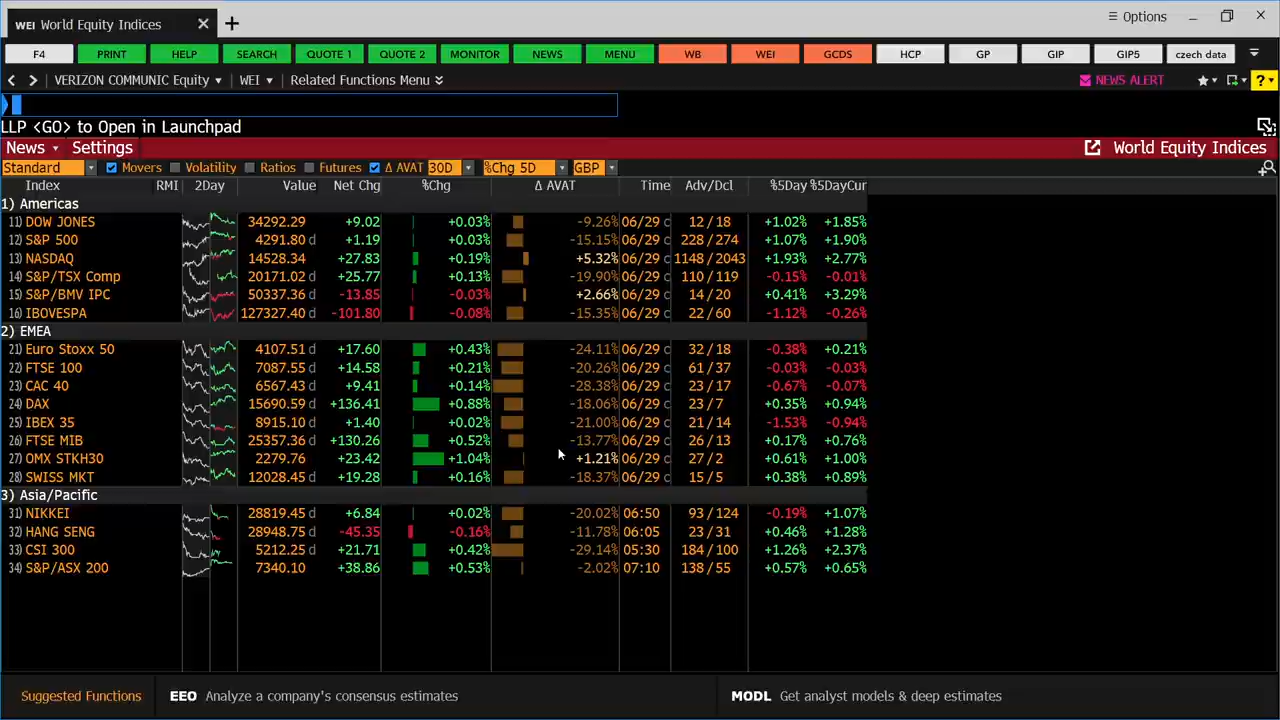 WEI World Equity Indices
Options
F4 PRINT HELP SEARCH QUOTE 1 QUOTE 2 MONITOR NEWS MENU WB WEI GCDS HCP GP GIP GIP5 czech data
VERIZON COMMUNIC Equity WEI Related Functions Menu NEWS ALERT ?
LLP <GO> to Open in Launchpad
News Settings World Equity Indices
Standard Movers Volatility Ratios Futures Δ AVAT 30D %Chg 5D GBP
Index RMI 2Day Value Net Chg %Chg Δ AVAT Time Adv/Dcl %5Day %5DayCur
1) Americas
11) DOW JONES 34292.29 +9.02 +0.03% -9.26% 06/29 c 12 / 18 +1.02% +1.85%
12) S&P 500 4291.80 d +1.19 +0.03% -15.15% 06/29 c 228 / 274 +1.07% +1.90%
13) NASDAQ 14528.34 +27.83 +0.19% +5.32% 06/29 c 1148 / 2043 +1.93% +2.77%
14) S&P/TSX Comp 20171.02 d +25.77 +0.13% -19.90% 06/29 c 110 / 119 -0.15% -0.01%
15) S&P/BMV IPC 50337.36 d -13.85 -0.03% +2.66% 06/29 c 14 / 20 +0.41% +3.29%
16) IBOVESPA 127327.40 d -101.80 -0.08% -15.35% 06/29 c 22 / 60 -1.12% -0.26%
2) EMEA
21) Euro Stoxx 50 4107.51 d +17.60 +0.43% -24.11% 06/29 c 32 / 18 -0.38% +0.21%
22) FTSE 100 7087.55 d +14.58 +0.21% -20.26% 06/29 c 61 / 37 -0.03% -0.03%
23) CAC 40 6567.43 d +9.41 +0.14% -28.38% 06/29 c 23 / 17 -0.67% -0.07%
24) DAX 15690.59 d +136.41 +0.88% -18.06% 06/29 c 23 / 7 +0.35% +0.94%
25) IBEX 35 8915.10 d +1.40 +0.02% -21.00% 06/29 c 21 / 14 -1.53% -0.94%
26) FTSE MIB 25357.36 d +130.26 +0.52% -13.77% 06/29 c 26 / 13 +0.17% +0.76%
27) OMX STKH30 2279.76 d +23.42 +1.04% +1.21% 06/29 c 27 / 2 +0.61% +1.00%
28) SWISS MKT 12028.45 d +19.28 +0.16% -18.37% 06/29 c 15 / 5 +0.38% +0.89%
3) Asia/Pacific
31) NIKKEI 28819.45 d +6.84 +0.02% -20.02% 06:50 93 / 124 -0.19% +1.07%
32) HANG SENG 28948.75 d -45.35 -0.16% -11.78% 06:05 23 / 31 +0.46% +1.28%
33) CSI 300 5212.25 d +21.71 +0.42% -29.14% 05:30 184 / 100 +1.26% +2.37%
34) S&P/ASX 200 7340.10 +38.86 +0.53% -2.02% 07:10 138 / 55 +0.57% +0.65%
Suggested Functions EEO Analyze a company's consensus estimates MODL Get analyst models & deep estimates